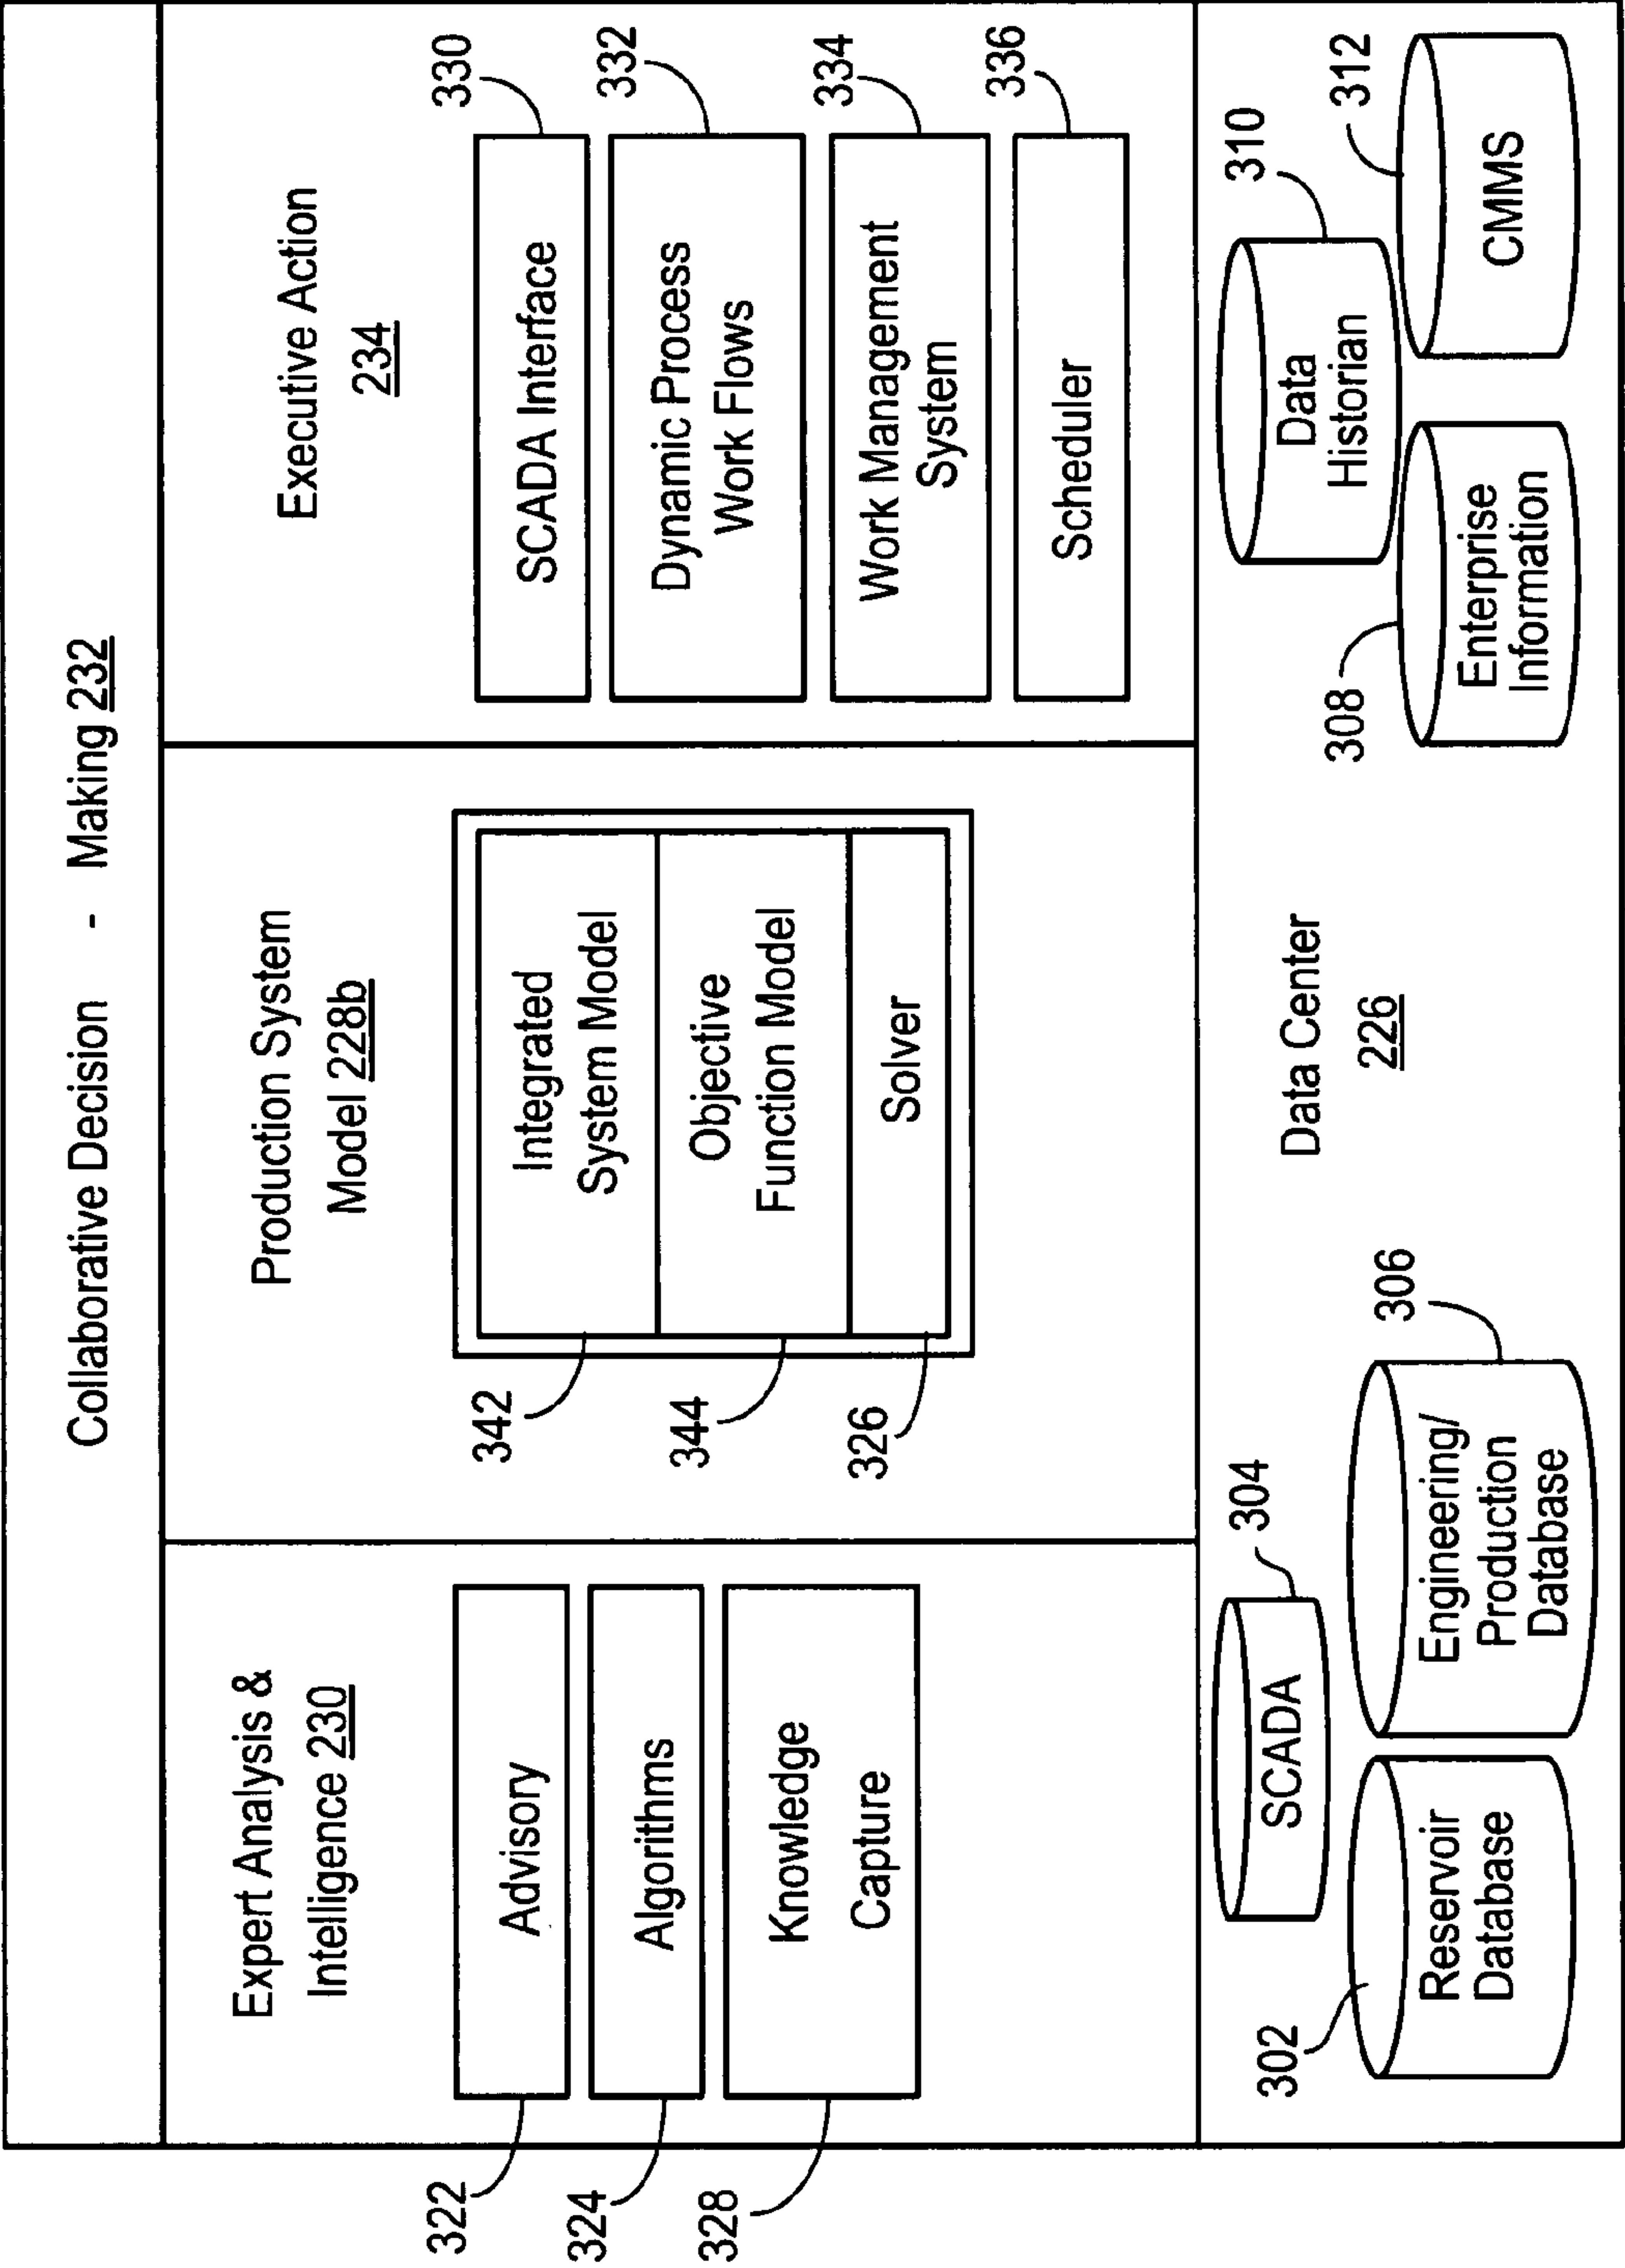 Collaborative Decision - Making 232
Expert Analysis &
Intelligence 230
322
Advisory
324
Algorithms
328
Knowledge
Capture
Production System
Model 228b
342
Integrated
System Model
344
Objective
Function Model
326
Solver
Executive Action
234
330
SCADA Interface
332
Dynamic Process
Work Flows
334
Work Management
System
336
Scheduler
Data Center
226
302
Reservoir
Database
304
SCADA
306
Engineering/
Production
Database
308
Enterprise
Information
310
Data
Historian
312
CMMS